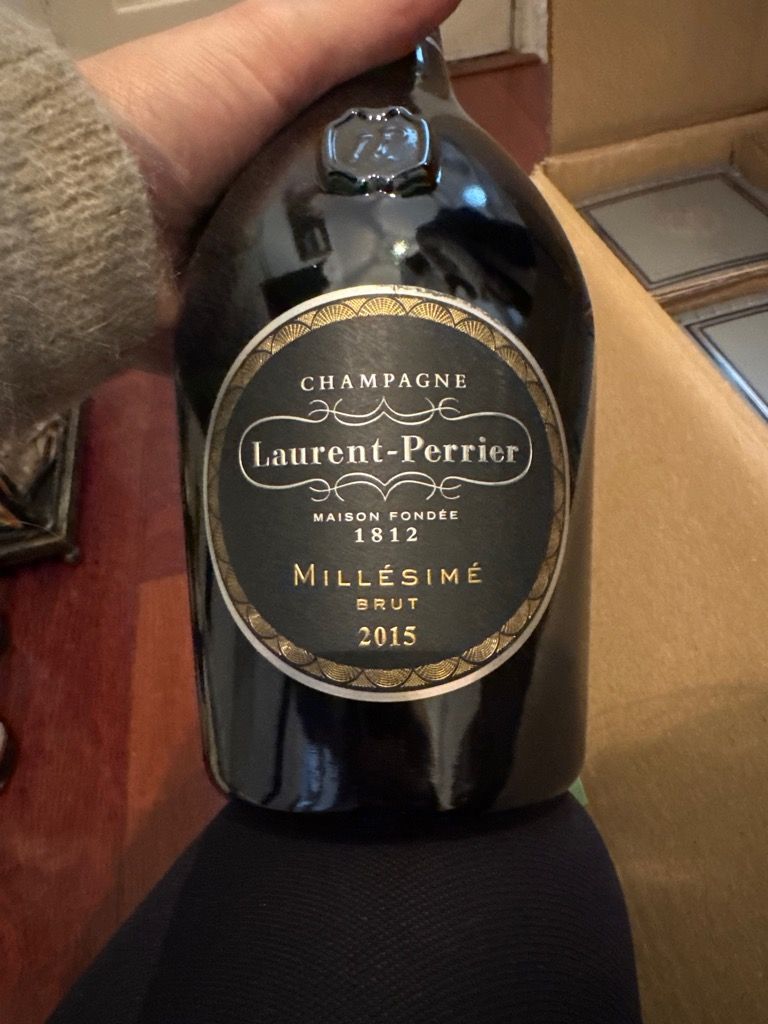 CHAMPAGNE
Laurent-Perrier
MAISON FONDÉE
1812
MILLÉSIMÉ
BRUT
2015